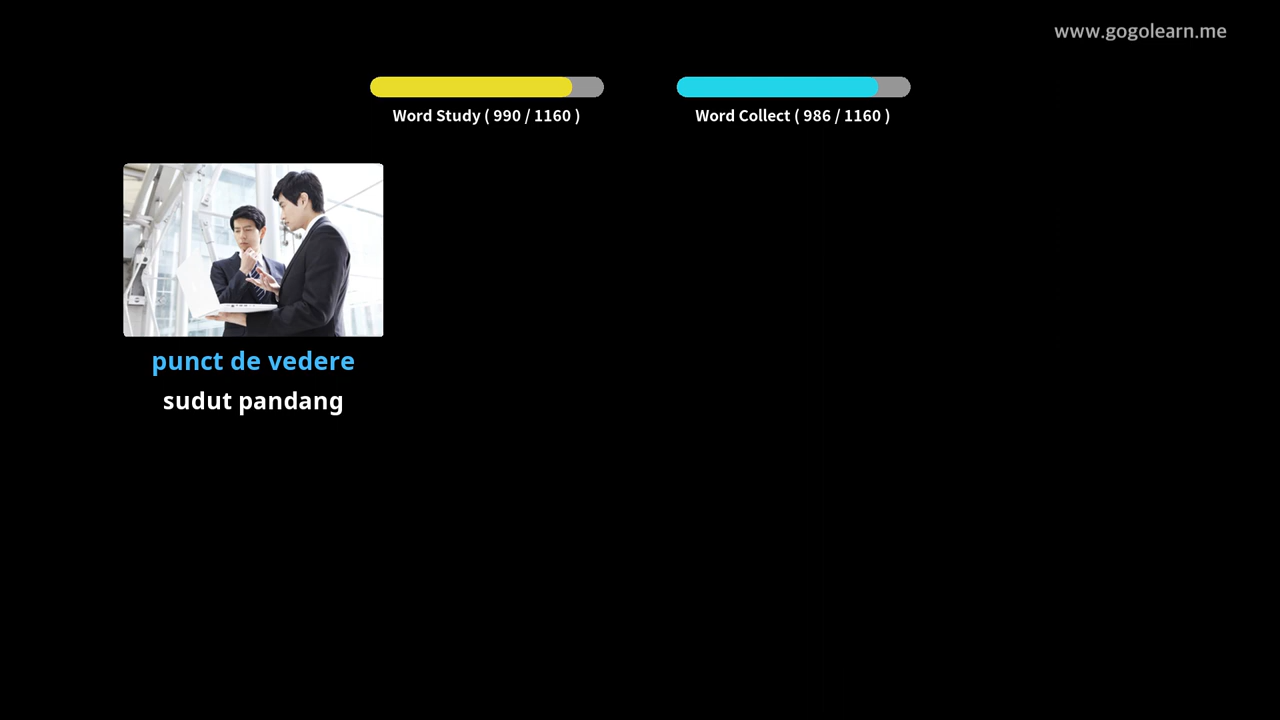 www.gogolearn.me
Word Study ( 990 / 1160 )
Word Collect ( 986 / 1160 )
punct de vedere
sudut pandang